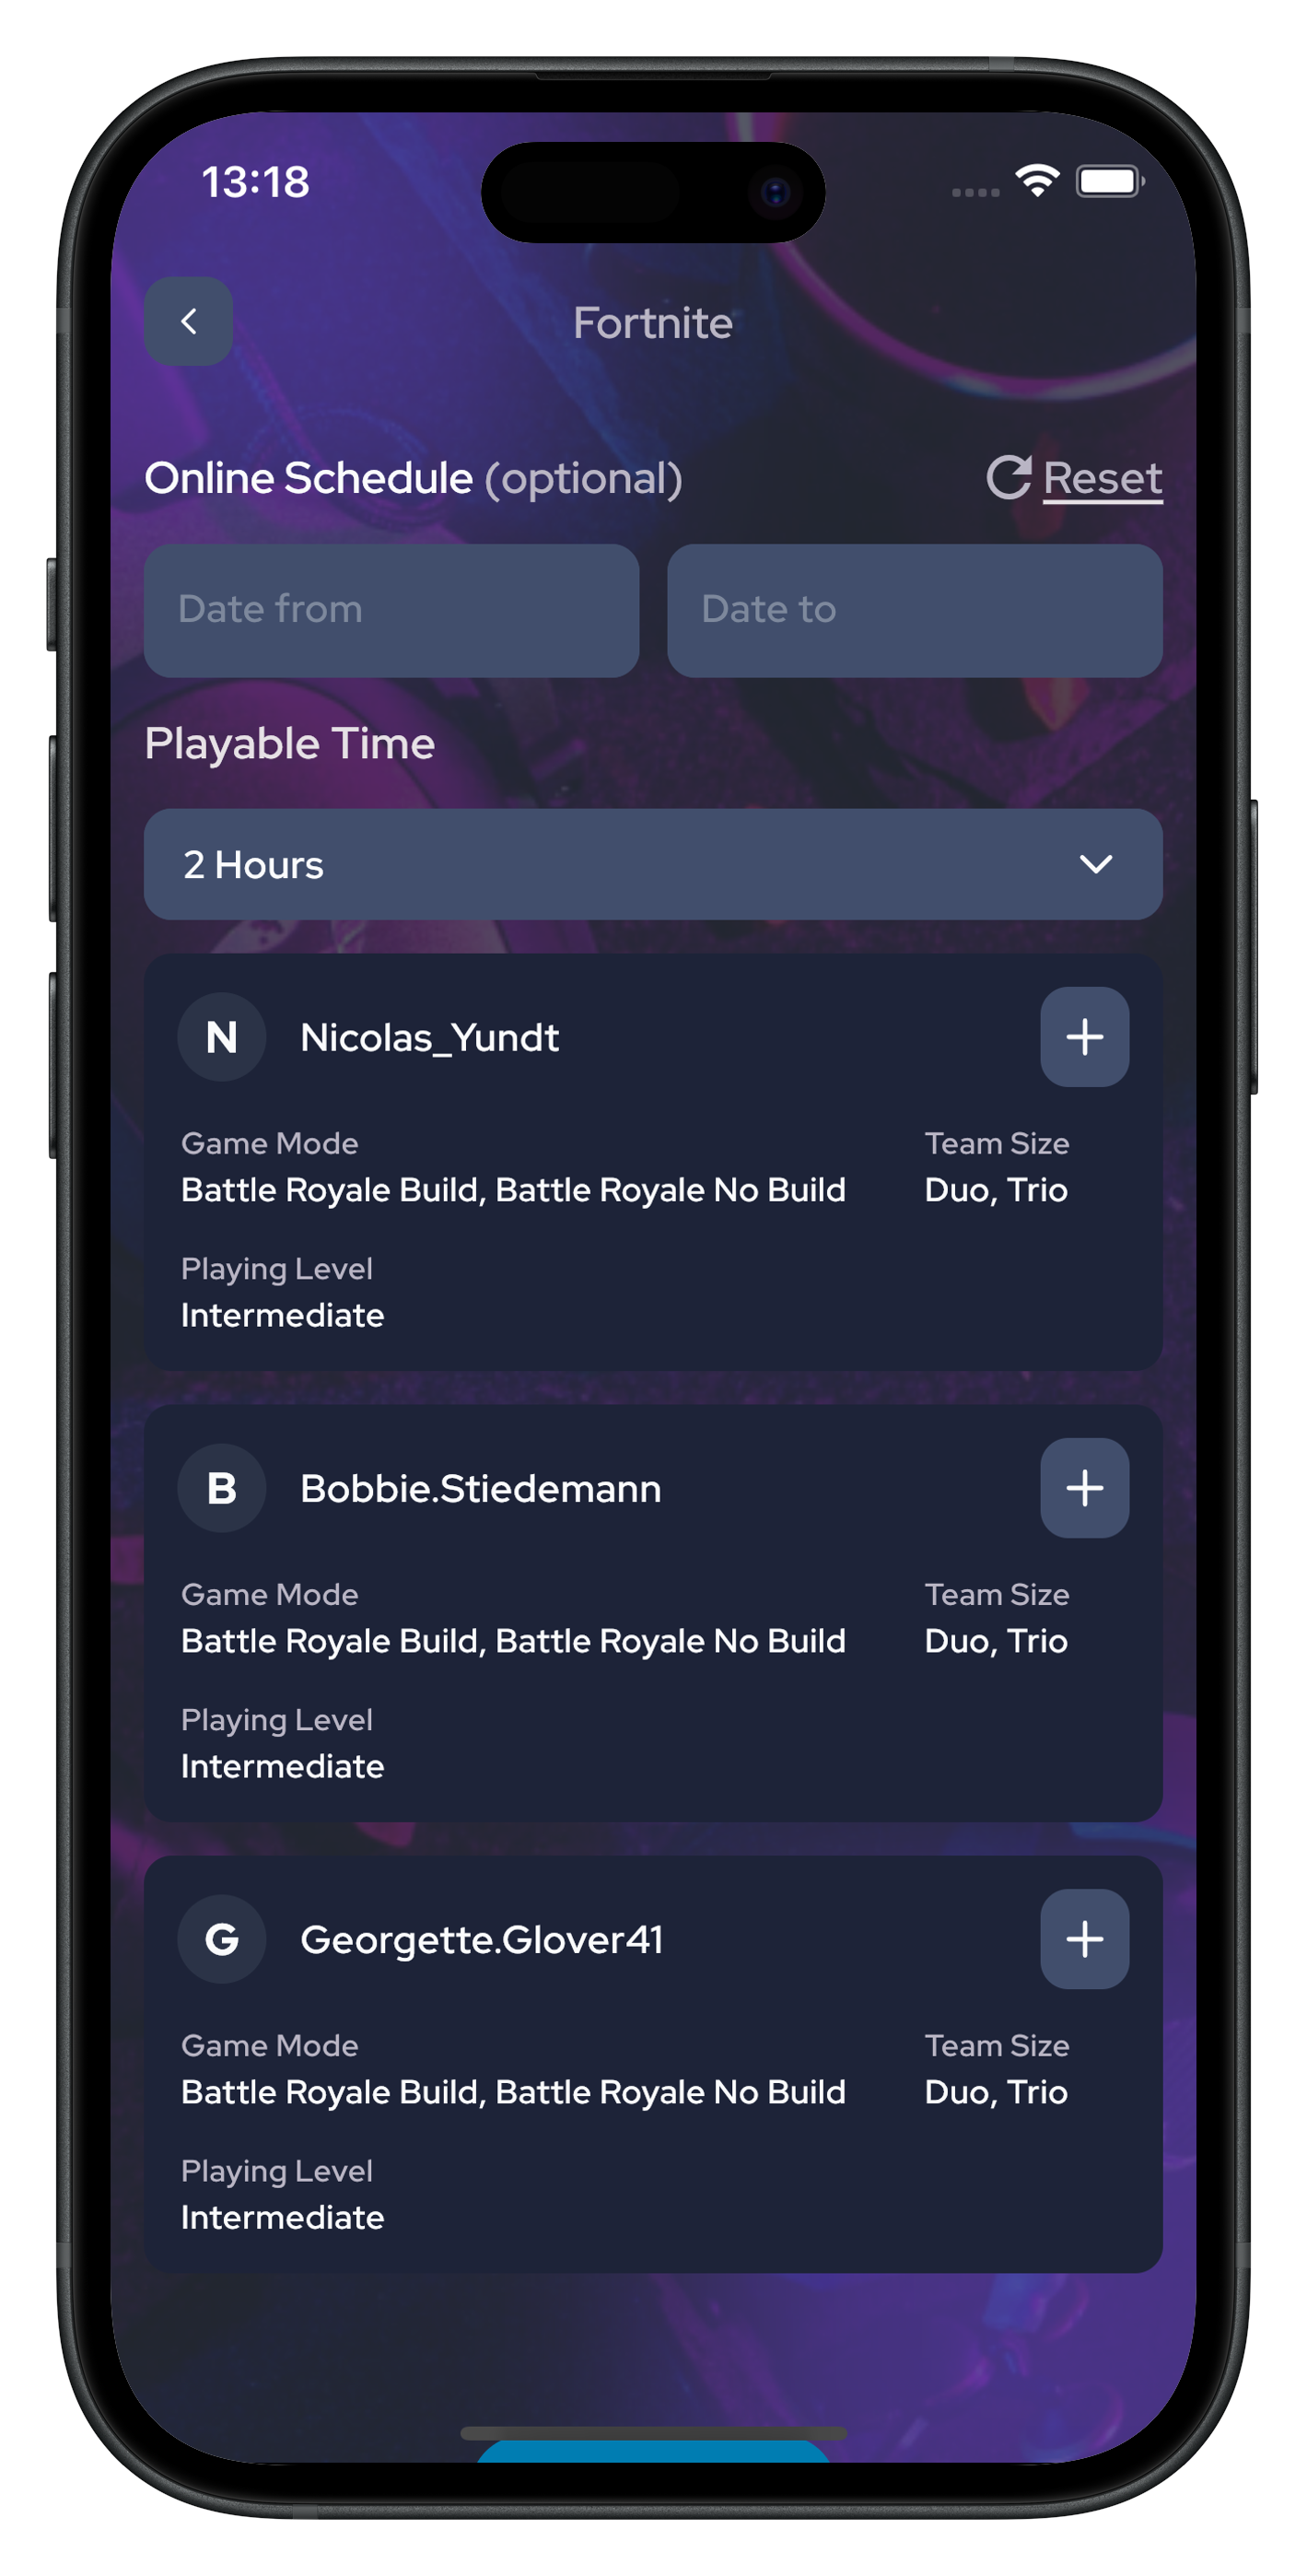 13:18
Fortnite
Online Schedule (optional) Reset
Date from Date to
Playable Time
2 Hours
N Nicolas_Yundt
Game Mode Team Size
Battle Royale Build, Battle Royale No Build Duo, Trio
Playing Level
Intermediate
B Bobbie.Stiedemann
Game Mode Team Size
Battle Royale Build, Battle Royale No Build Duo, Trio
Playing Level
Intermediate
G Georgette.Glover41
Game Mode Team Size
Battle Royale Build, Battle Royale No Build Duo, Trio
Playing Level
Intermediate